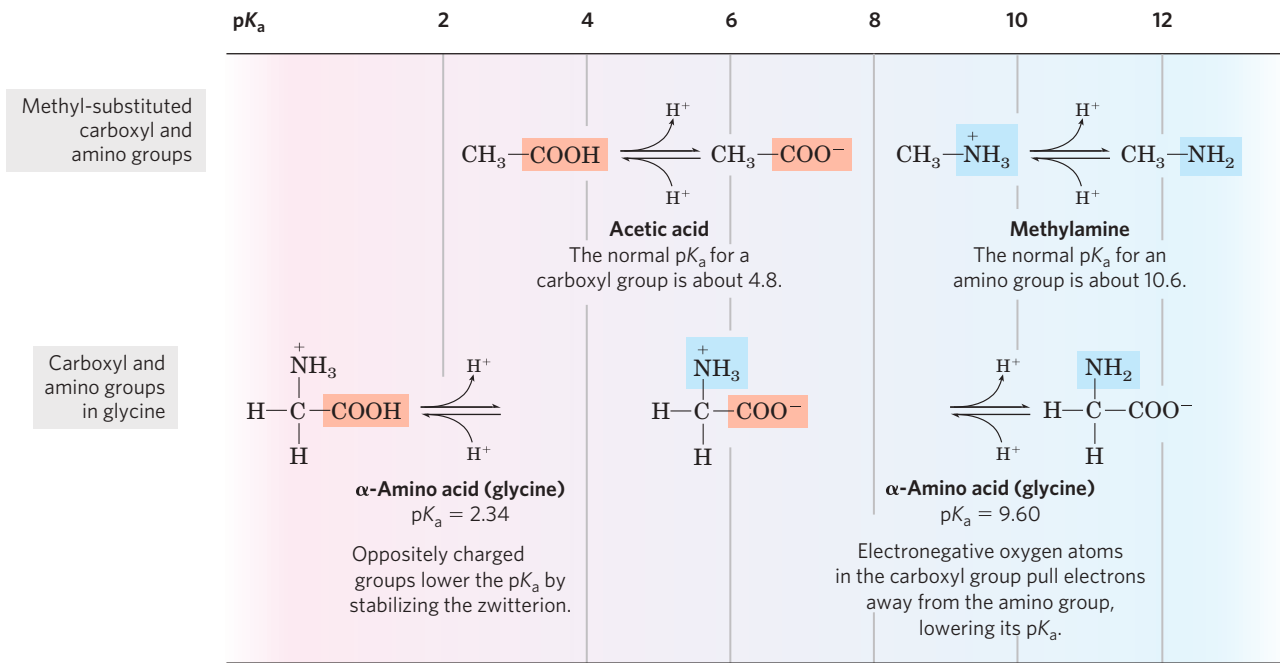 pKa 2 4 6 8 10 12
Methyl-substituted
carboxyl and
amino groups
H+ H+
CH3—COOH CH3—COO− CH3—NH3+ CH3—NH2
H+ H+
Acetic acid
The normal pKa for a
carboxyl group is about 4.8.
Methylamine
The normal pKa for an
amino group is about 10.6.
Carboxyl and
amino groups
in glycine
+NH3 H+ +NH3 H+ NH2
H—C—COOH H—C—COO− H—C—COO−
H H+ H H+ H
α-Amino acid (glycine)
pKa = 2.34
Oppositely charged
groups lower the pKa by
stabilizing the zwitterion.
α-Amino acid (glycine)
pKa = 9.60
Electronegative oxygen atoms
in the carboxyl group pull electrons
away from the amino group,
lowering its pKa.